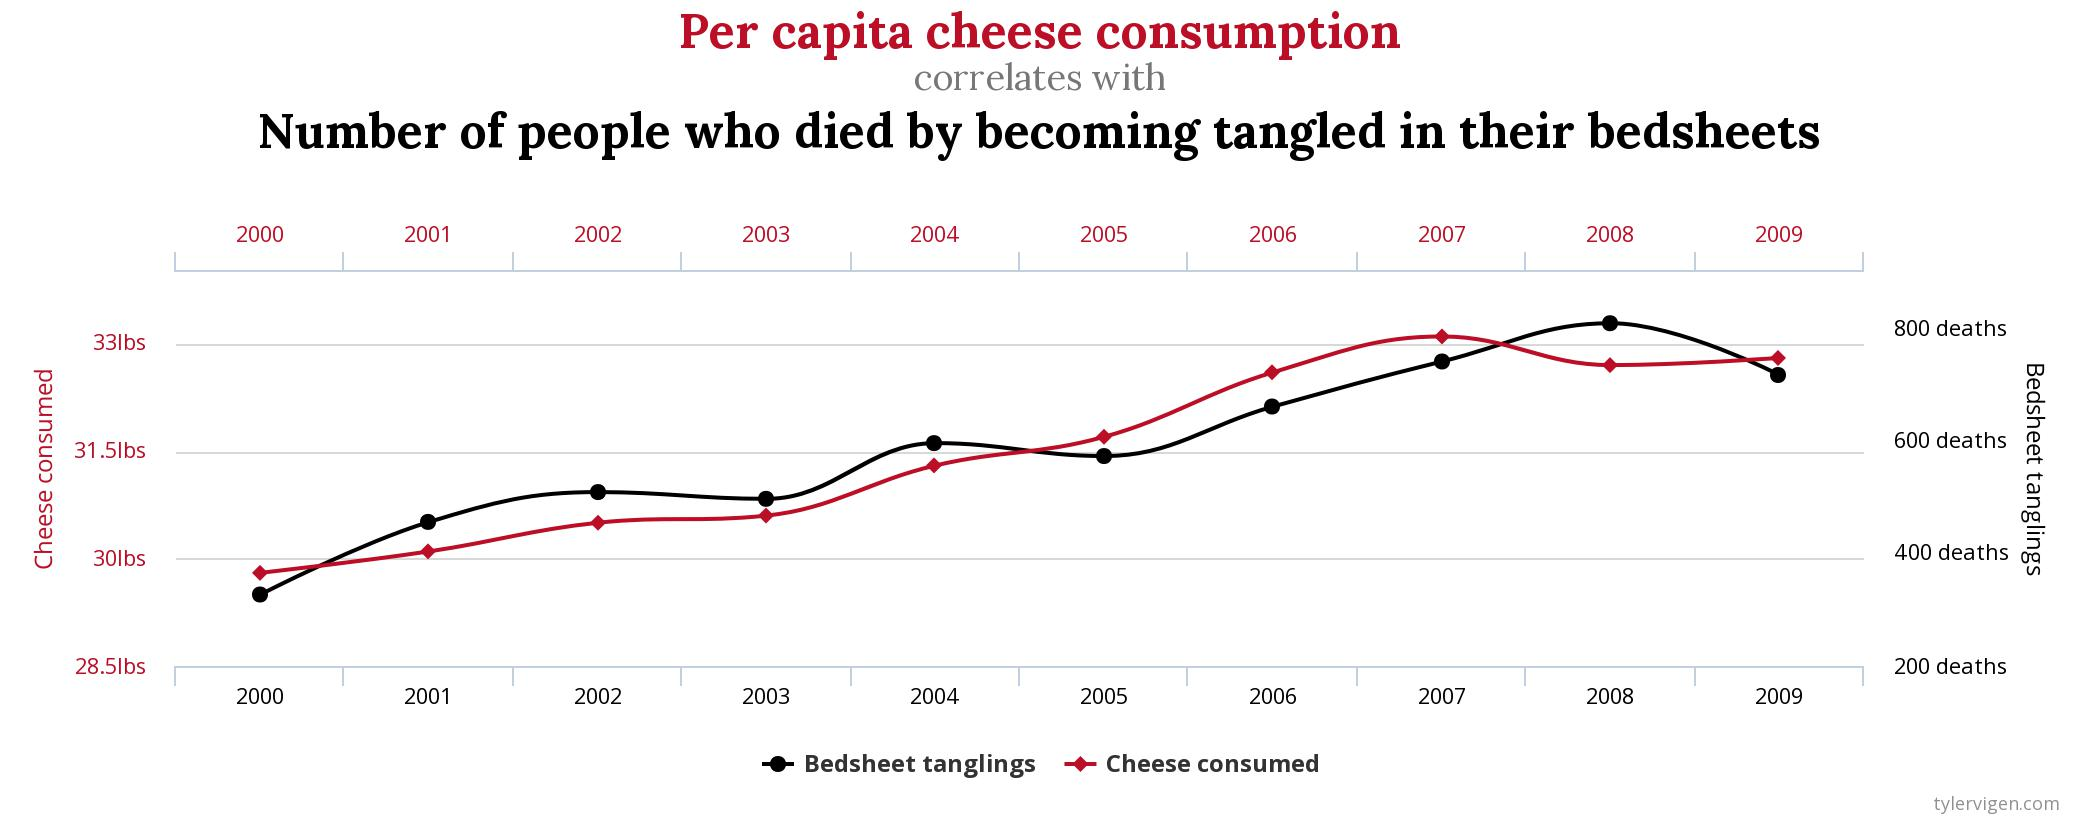 Per capita cheese consumption
correlates with
Number of people who died by becoming tangled in their bedsheets
2000 2001 2002 2003 2004 2005 2006 2007 2008 2009
33lbs 800 deaths
31.5lbs 600 deaths
30lbs 400 deaths
28.5lbs 200 deaths
Cheese consumed
Bedsheet tanglings
2000 2001 2002 2003 2004 2005 2006 2007 2008 2009
Bedsheet tanglings Cheese consumed
tylervigen.com